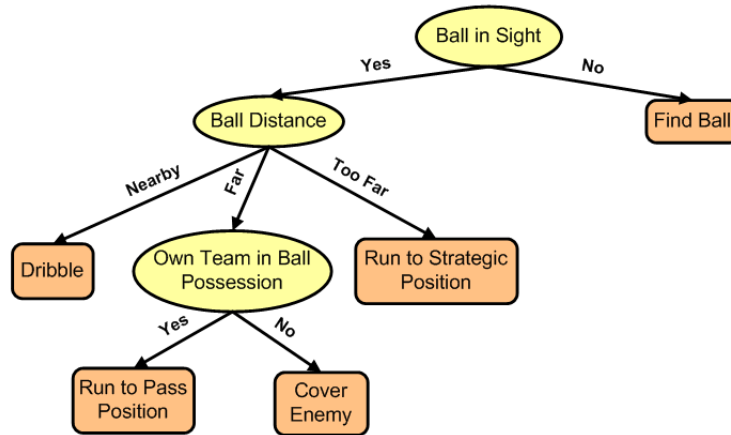 Ball in Sight
Yes
No
Ball Distance
Find Ball
Nearby
Far
Too Far
Dribble
Own Team in Ball
Possession
Run to Strategic
Position
Yes
No
Run to Pass
Position
Cover
Enemy